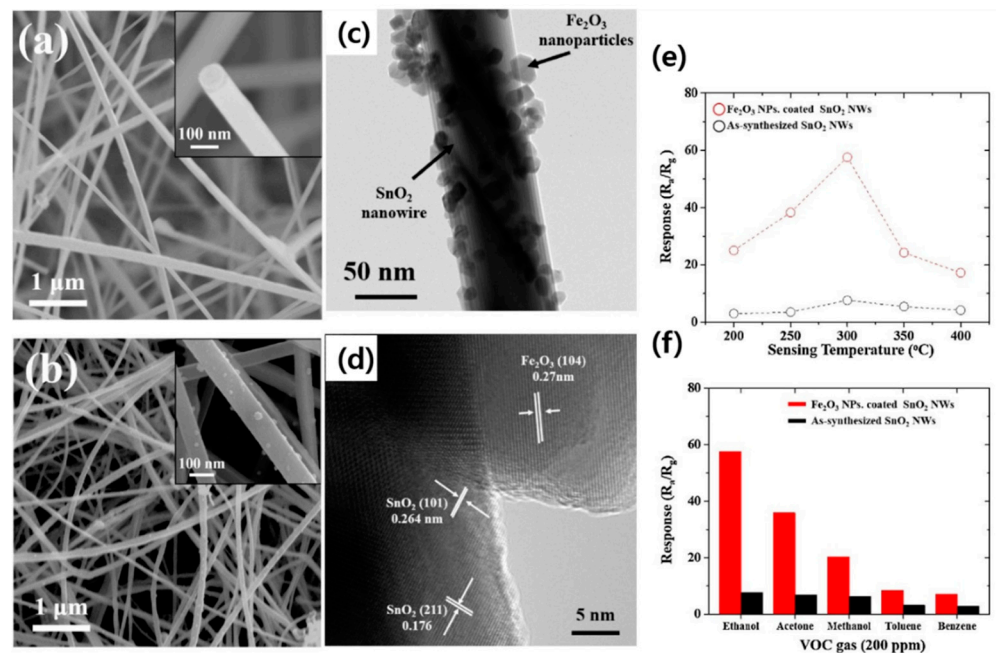 (a)
100 nm
1 µm
(b)
100 nm
1 µm
(c)
Fe₂O₃
nanoparticles
SnO₂
nanowire
50 nm
(d)
Fe₂O₃ (104)
0.27nm
SnO₂ (101)
0.264 nm
SnO₂ (211)
0.176
5 nm
(e)
Fe₂O₃ NPs. coated SnO₂ NWs
As-synthesized SnO₂ NWs
Response (Rₐ/R<sub>g</sub>)
80
60
40
20
0
200 250 300 350 400
Sensing Temperature (°C)
(f)
Fe₂O₃ NPs. coated SnO₂ NWs
As-synthesized SnO₂ NWs
Response (Rₐ/R<sub>g</sub>)
80
60
40
20
0
Ethanol Acetone Methanol Toluene Benzene
VOC gas (200 ppm)